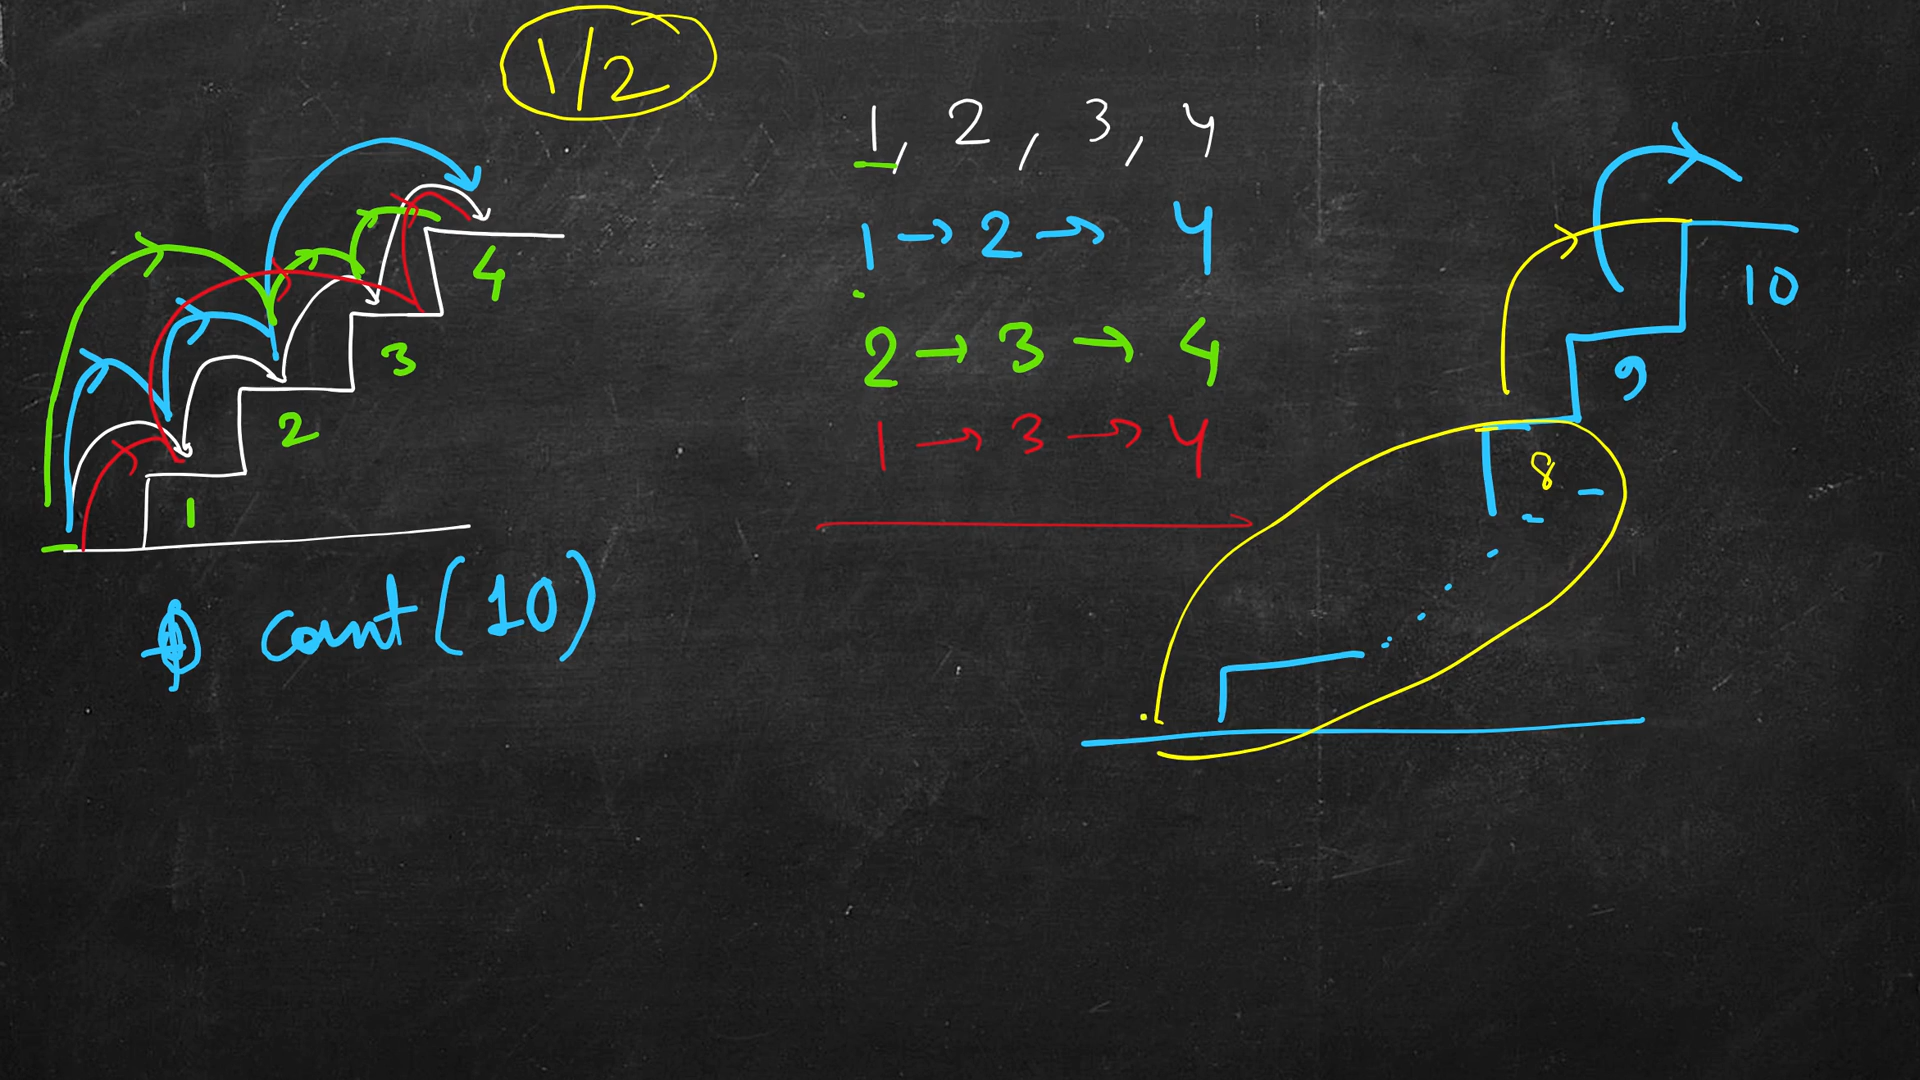 1/2
1, 2, 3, 4
1 → 2 → 4
2 → 3 → 4
1 → 3 → 4
4
3
2
1
count(10)
10
9
8